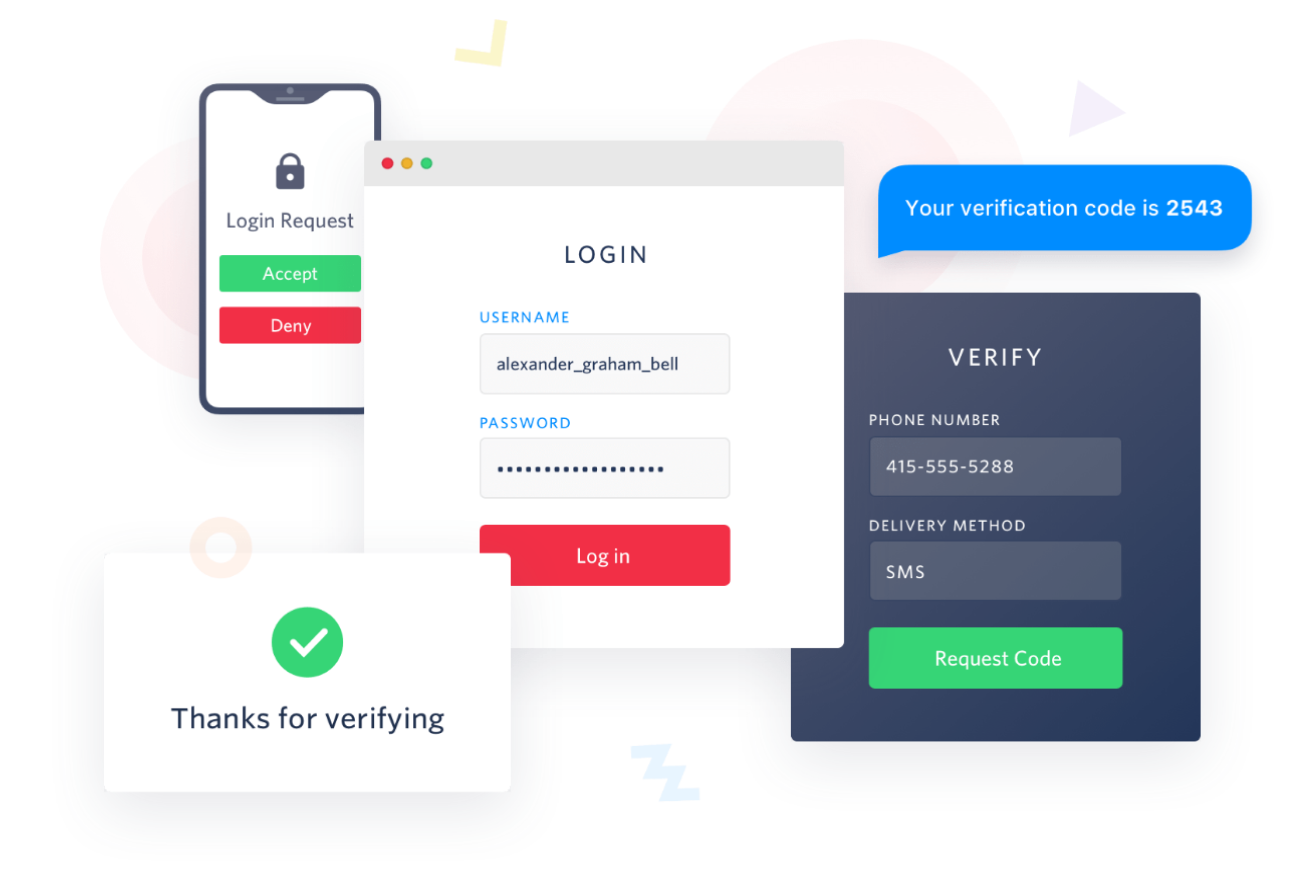 Login Request
Accept
Deny
LOGIN
USERNAME
alexander_graham_bell
PASSWORD
••••••••••••••••••
Log in
Your verification code is 2543
VERIFY
PHONE NUMBER
415-555-5288
DELIVERY METHOD
SMS
Request Code
Thanks for verifying